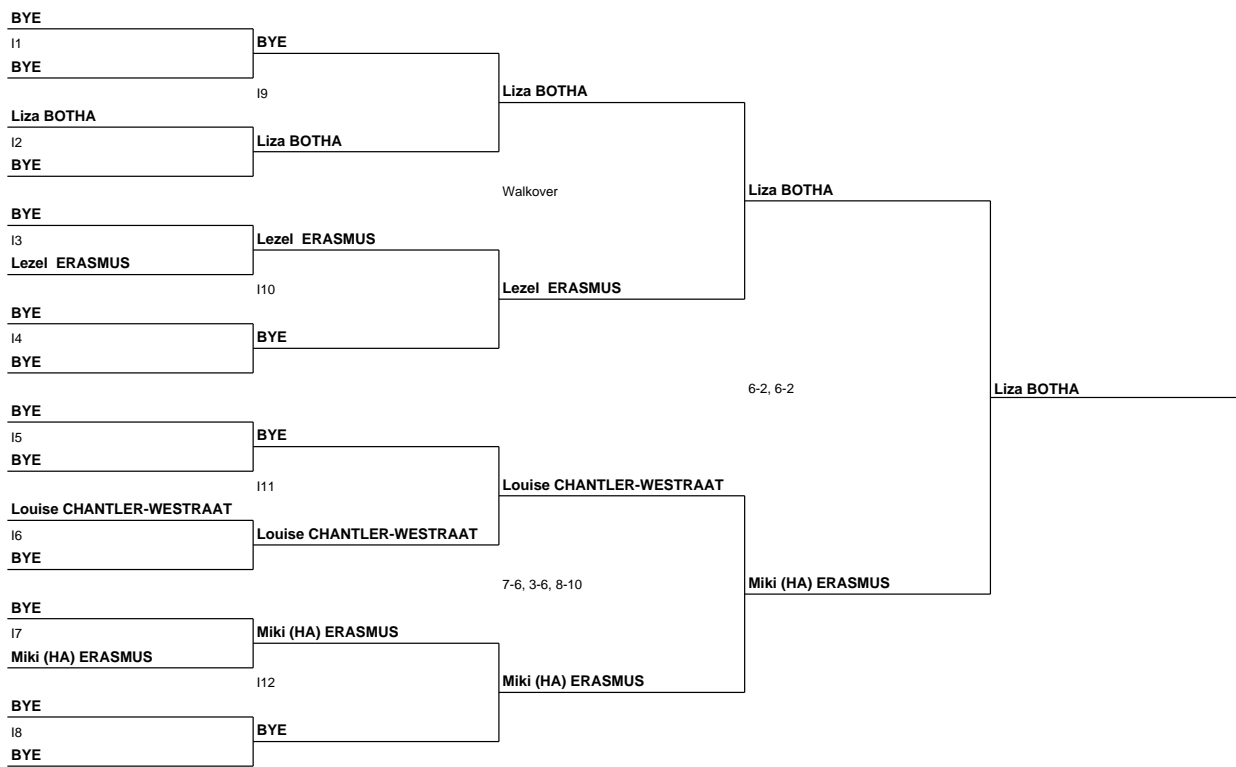 BYE
I1
BYE
BYE
I9
Liza BOTHA
Liza BOTHA
I2
Liza BOTHA
BYE
Walkover
Liza BOTHA
BYE
I3
Lezel ERASMUS
Lezel ERASMUS
I10
Lezel ERASMUS
BYE
I4
BYE
BYE
6-2, 6-2
Liza BOTHA
BYE
I5
BYE
BYE
I11
Louise CHANTLER-WESTRAAT
Louise CHANTLER-WESTRAAT
I6
Louise CHANTLER-WESTRAAT
BYE
7-6, 3-6, 8-10
Miki (HA) ERASMUS
BYE
I7
Miki (HA) ERASMUS
Miki (HA) ERASMUS
I12
Miki (HA) ERASMUS
BYE
I8
BYE
BYE